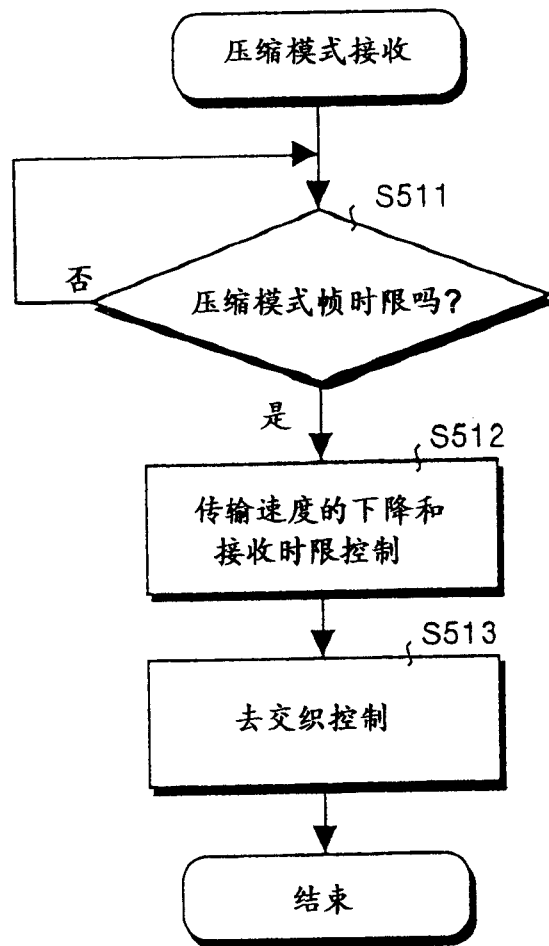 压缩模式接收
S511
否
压缩模式帧时限吗?
是
S512
传输速度的下降和
接收时限控制
S513
去交织控制
结束